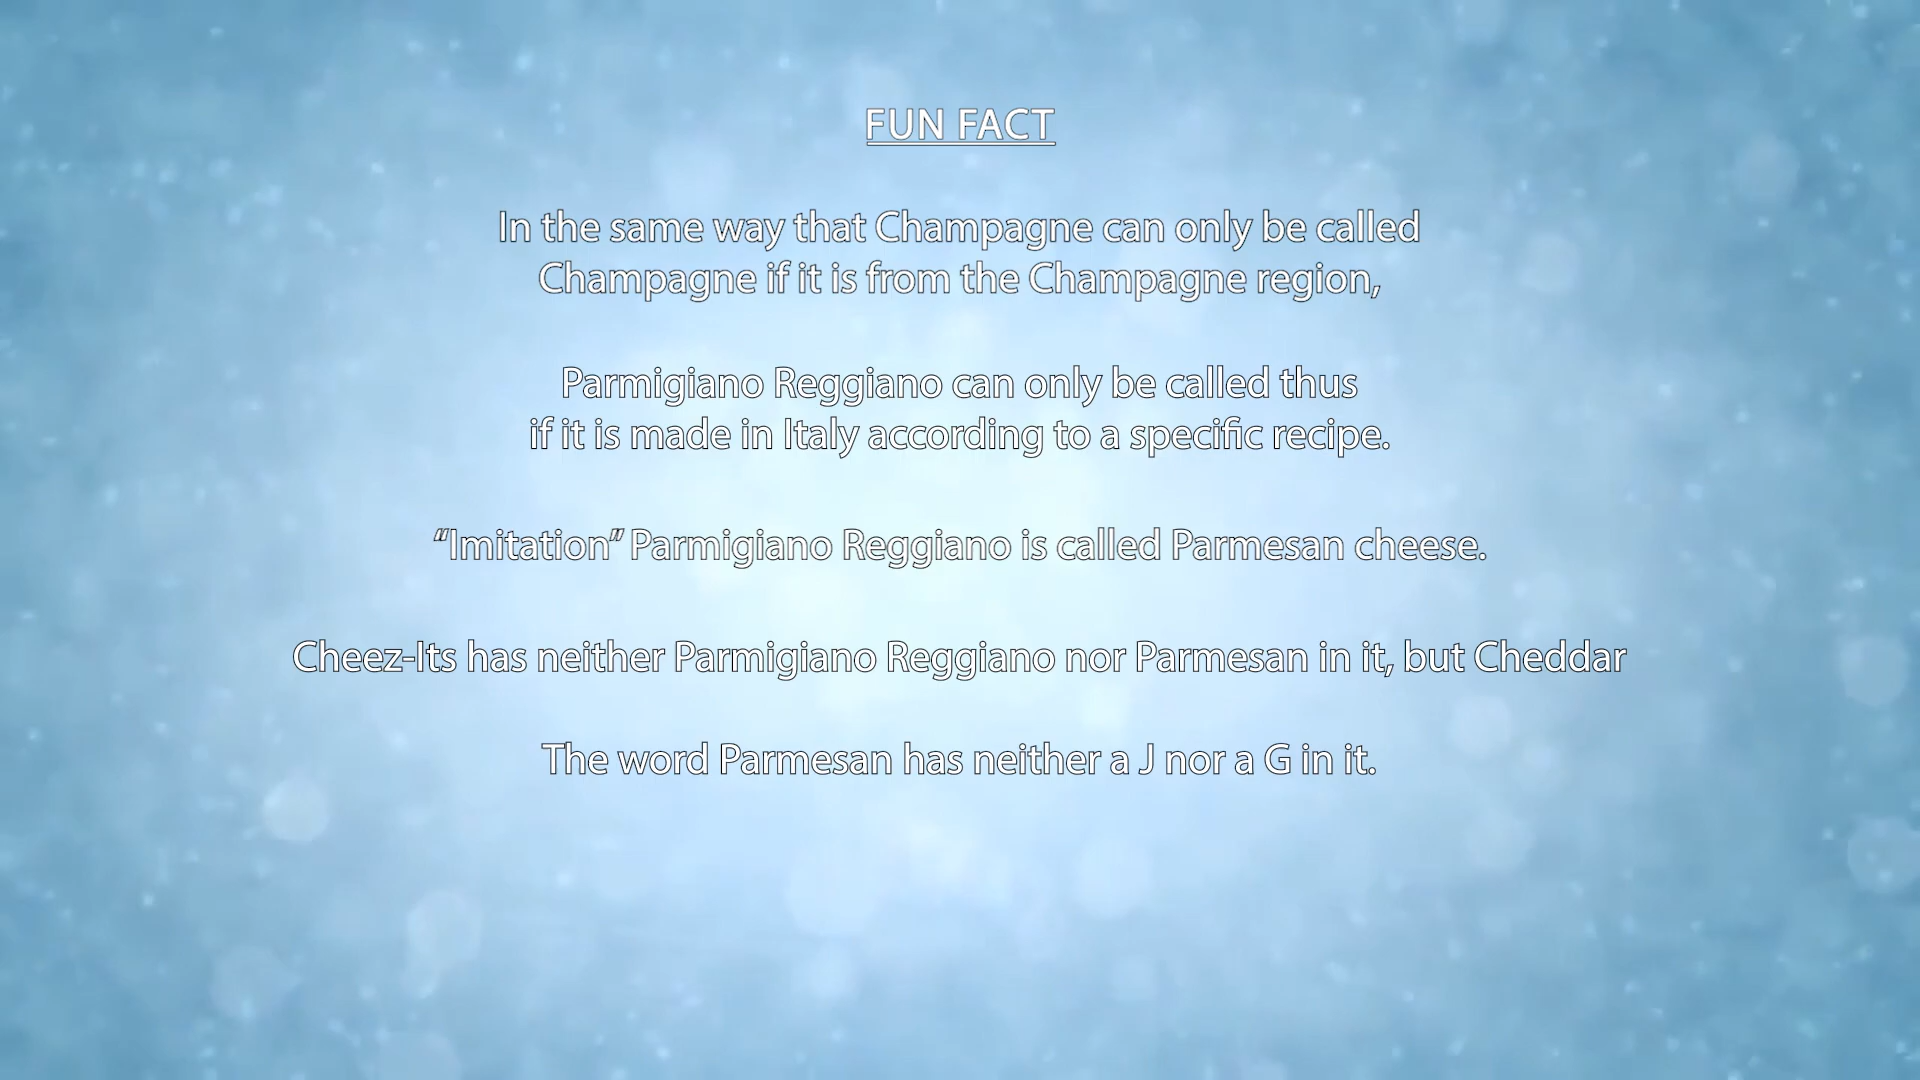 FUN FACT
In the same way that Champagne can only be called
Champagne if it is from the Champagne region,
Parmigiano Reggiano can only be called thus
if it is made in Italy according to a specific recipe.
“Imitation” Parmigiano Reggiano is called Parmesan cheese.
Cheez-Its has neither Parmigiano Reggiano nor Parmesan in it, but Cheddar
The word Parmesan has neither a J nor a G in it.